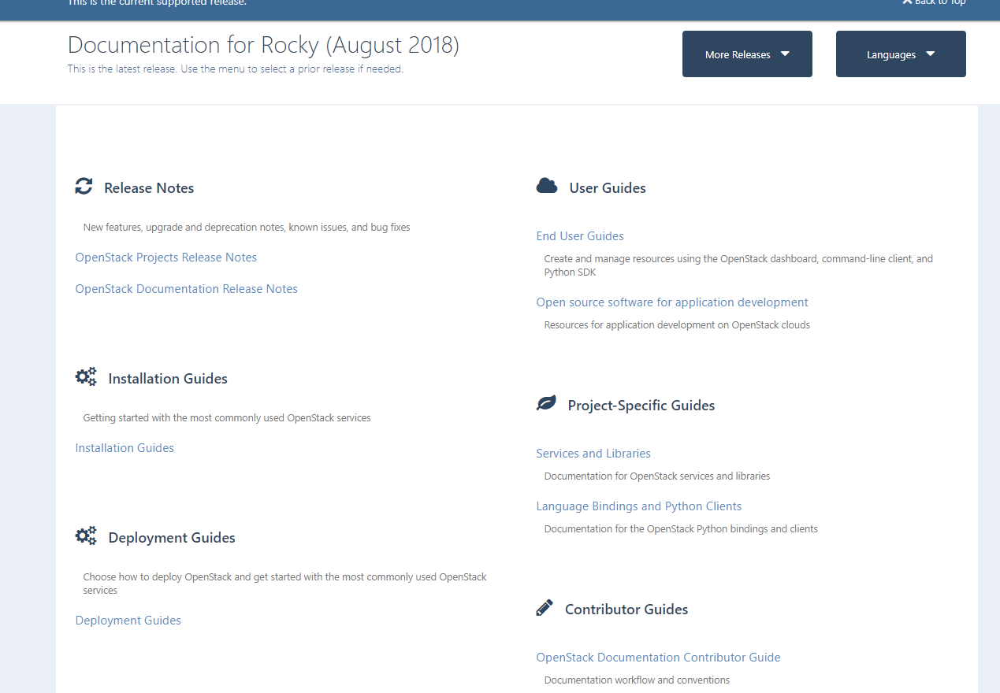 This is the current supported release.
Back to Top
Documentation for Rocky (August 2018)
This is the latest release. Use the menu to select a prior release if needed.
More Releases
Languages
Release Notes
New features, upgrade and deprecation notes, known issues, and bug fixes
OpenStack Projects Release Notes
OpenStack Documentation Release Notes
Installation Guides
Getting started with the most commonly used OpenStack services
Installation Guides
Deployment Guides
Choose how to deploy OpenStack and get started with the most commonly used OpenStack
services
Deployment Guides
User Guides
End User Guides
Create and manage resources using the OpenStack dashboard, command-line client, and
Python SDK
Open source software for application development
Resources for application development on OpenStack clouds
Project-Specific Guides
Services and Libraries
Documentation for OpenStack services and libraries
Language Bindings and Python Clients
Documentation for the OpenStack Python bindings and clients
Contributor Guides
OpenStack Documentation Contributor Guide
Documentation workflow and conventions